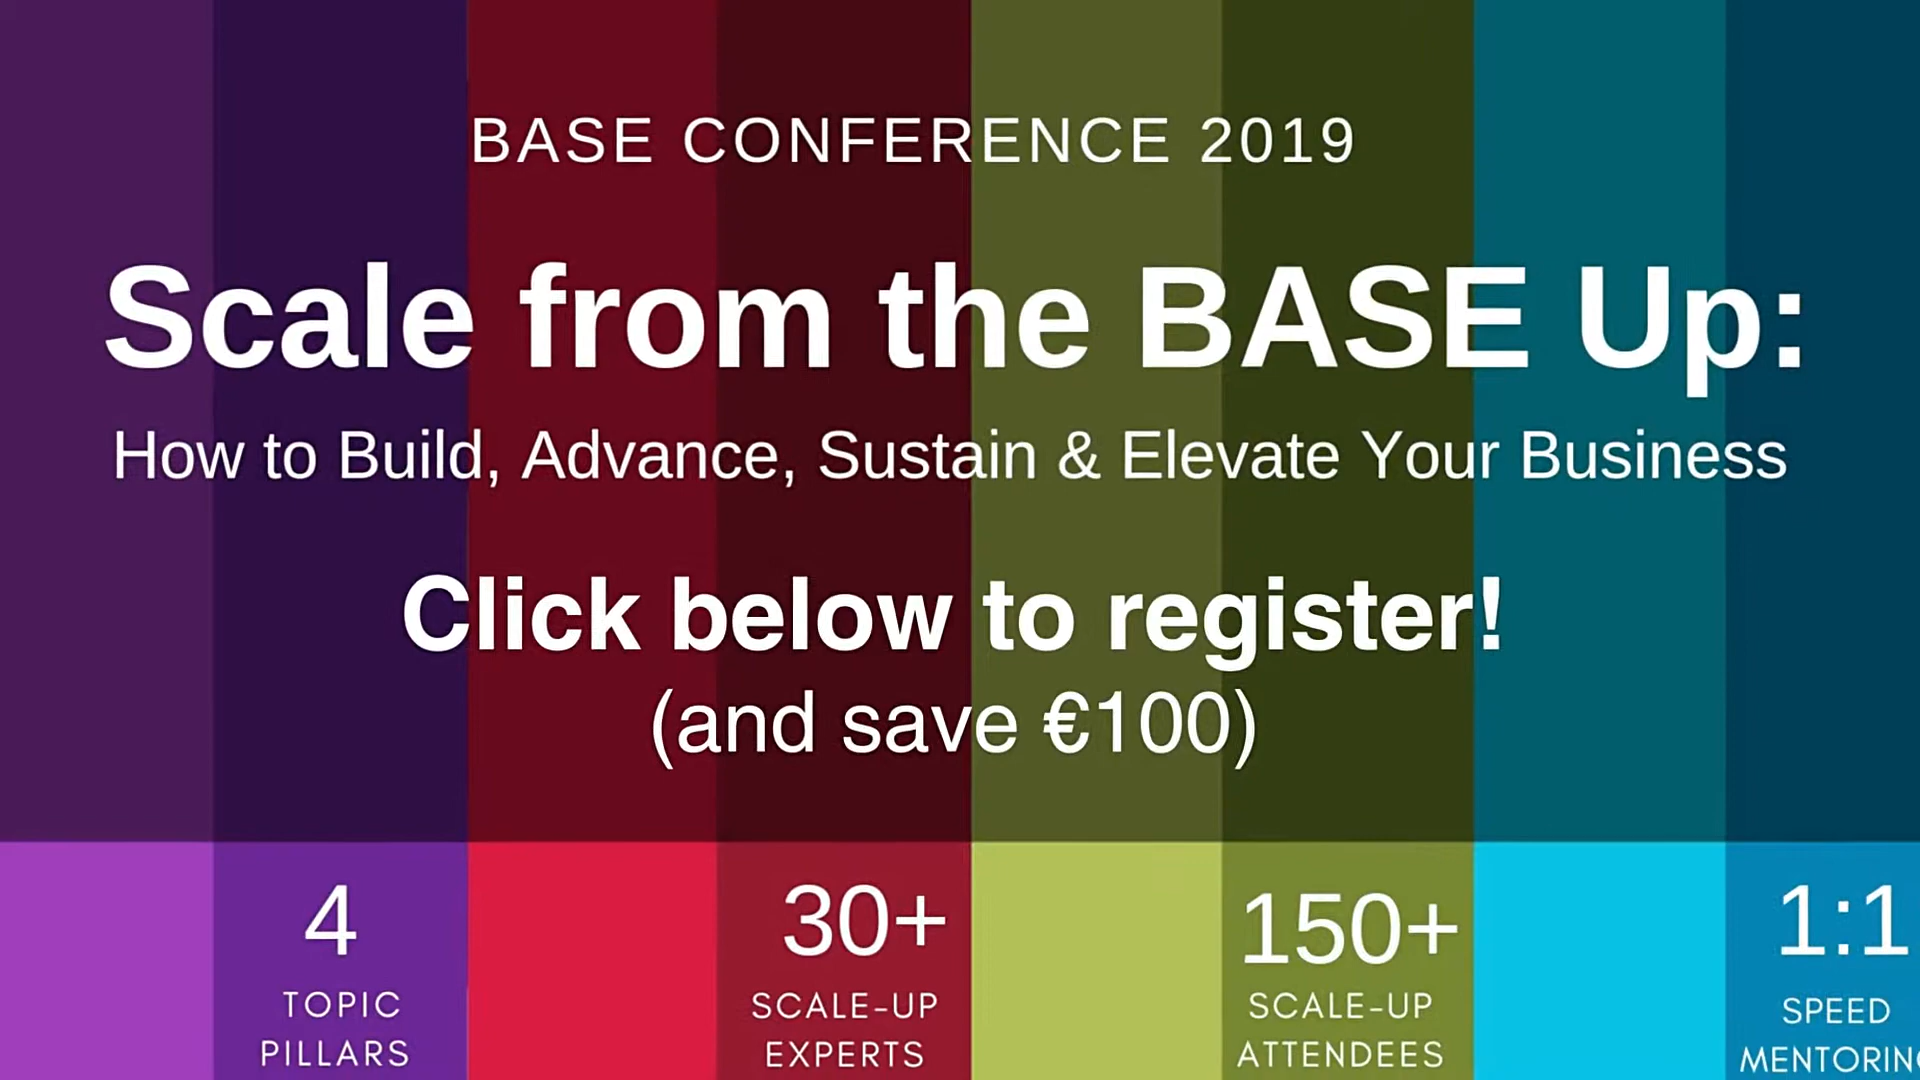 BASE CONFERENCE 2019
Scale from the BASE Up:
How to Build, Advance, Sustain & Elevate Your Business
Click below to register!
(and save €100)
4
TOPIC
PILLARS
30+
SCALE-UP
EXPERTS
150+
SCALE-UP
ATTENDEES
1:1
SPEED
MENTORING